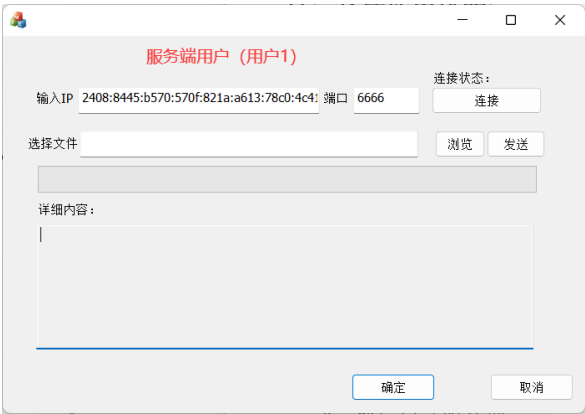 服务端用户（用户1）
连接状态：
输入IP 2408:8445:b570:570f:821a:a613:78c0:4c41 端口 6666 连接
选择文件 浏览 发送
详细内容：
确定 取消